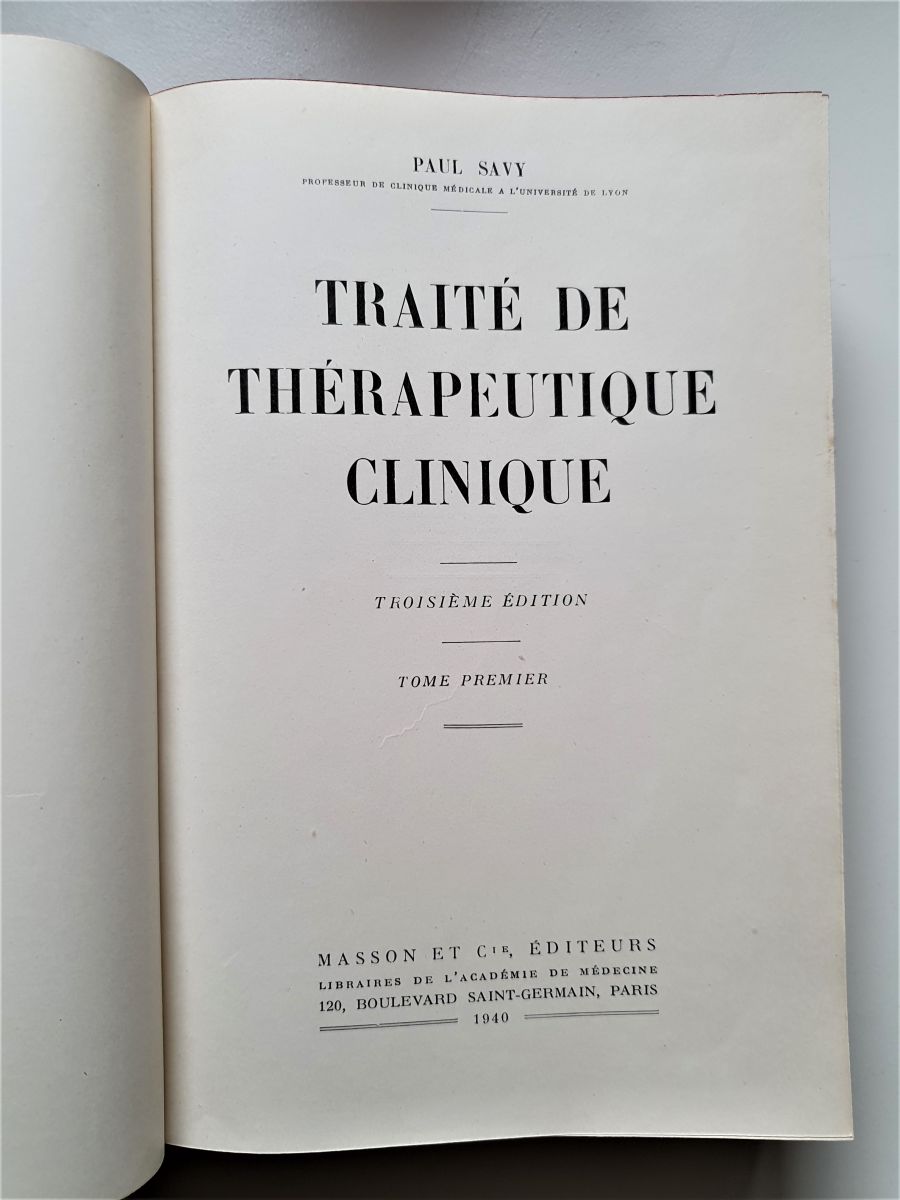 PAUL SAVY
PROFESSEUR DE CLINIQUE MÉDICALE A L'UNIVERSITÉ DE LYON
TRAITÉ DE
THÉRAPEUTIQUE
CLINIQUE
TROISIÈME ÉDITION
TOME PREMIER
MASSON ET CIE, ÉDITEURS
LIBRAIRES DE L'ACADÉMIE DE MÉDECINE
120, BOULEVARD SAINT-GERMAIN, PARIS
1940